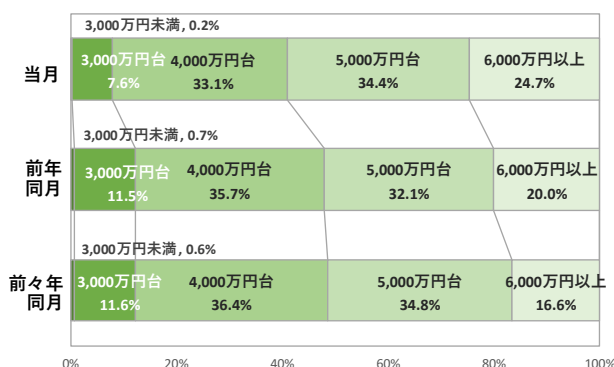 3,000万円未満, 0.2%
当月
3,000万円台 4,000万円台 5,000万円台 6,000万円以上
7.6% 33.1% 34.4% 24.7%
3,000万円未満, 0.7%
前年
同月
3,000万円台 4,000万円台 5,000万円台 6,000万円以上
11.5% 35.7% 32.1% 20.0%
3,000万円未満, 0.6%
前々年
同月
3,000万円台 4,000万円台 5,000万円台 6,000万円以上
11.6% 36.4% 34.8% 16.6%
0% 20% 40% 60% 80% 100%